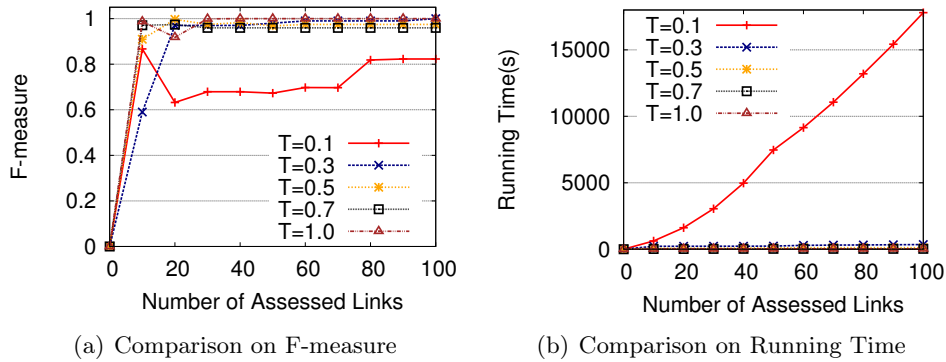 1
0.8
0.6
0.4
0.2
0
F-measure
T=0.1
T=0.3
T=0.5
T=0.7
T=1.0
0 20 40 60 80 100
Number of Assessed Links
(a) Comparison on F-measure
15000
10000
5000
0
Running Time(s)
T=0.1
T=0.3
T=0.5
T=0.7
T=1.0
0 20 40 60 80 100
Number of Assessed Links
(b) Comparison on Running Time